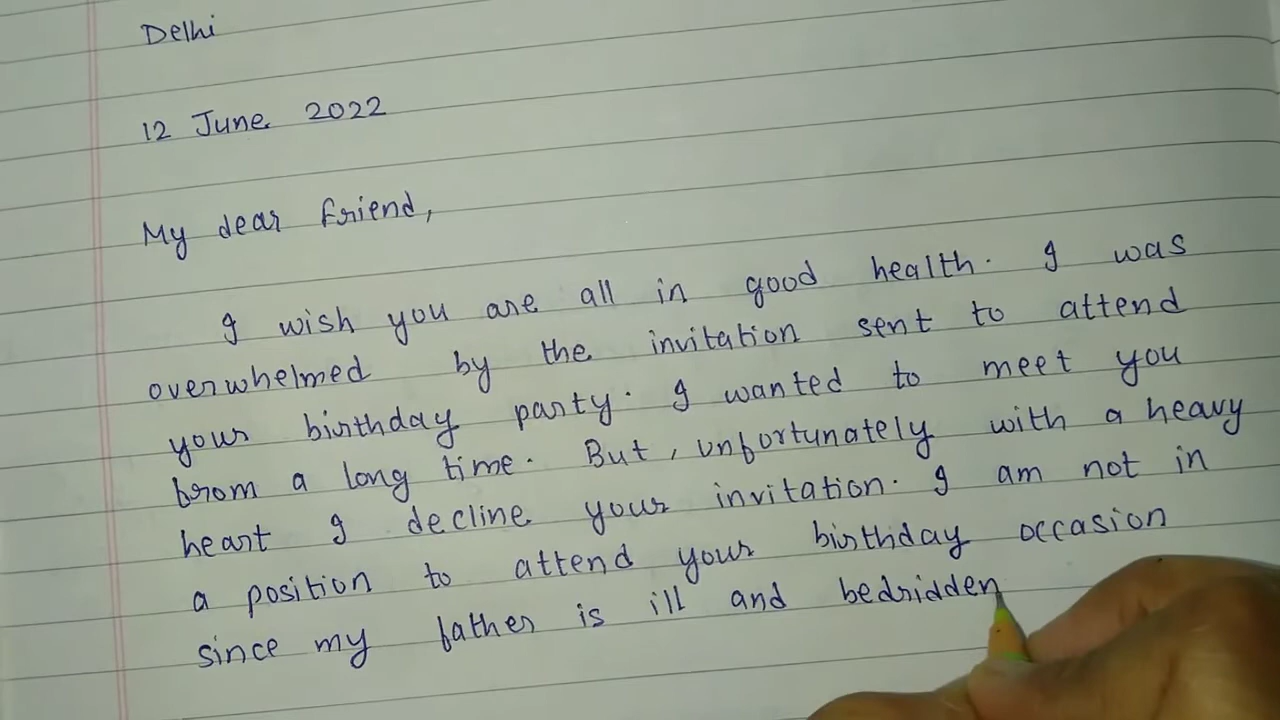 Delhi
12 June 2022
My dear friend,
I wish you are all in good health. I was
overwhelmed by the invitation sent to attend
your birthday party. I wanted to meet you
from a long time. But, unfortunately with a heavy
heart I decline your invitation. I am not in
a position to attend your birthday occasion
since my father is ill and bedridden